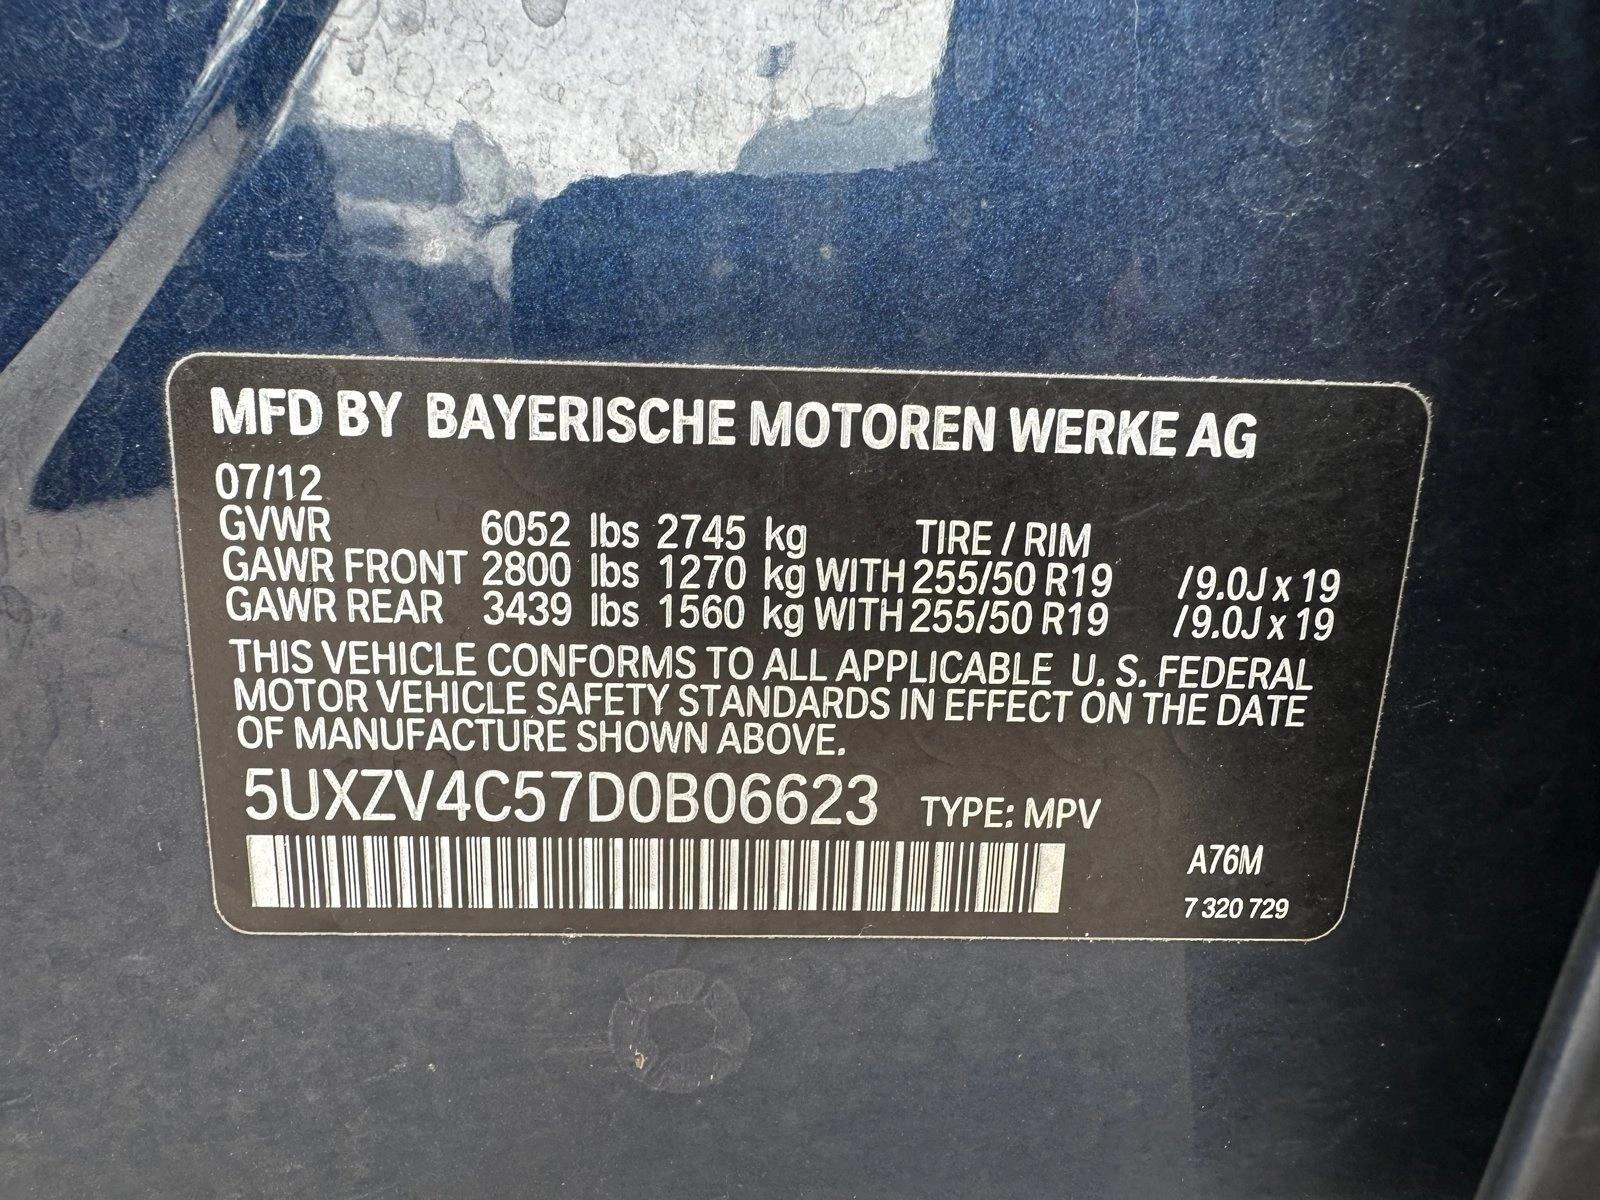 MFD BY BAYERISCHE MOTOREN WERKE AG
07/12
GVWR 6052 lbs 2745 kg TIRE / RIM
GAWR FRONT 2800 lbs 1270 kg WITH 255/50 R19 /9.0J x 19
GAWR REAR 3439 lbs 1560 kg WITH 255/50 R19 /9.0J x 19
THIS VEHICLE CONFORMS TO ALL APPLICABLE U. S. FEDERAL
MOTOR VEHICLE SAFETY STANDARDS IN EFFECT ON THE DATE
OF MANUFACTURE SHOWN ABOVE.
5UXZV4C57D0B06623 TYPE: MPV
A76M
7 320 729